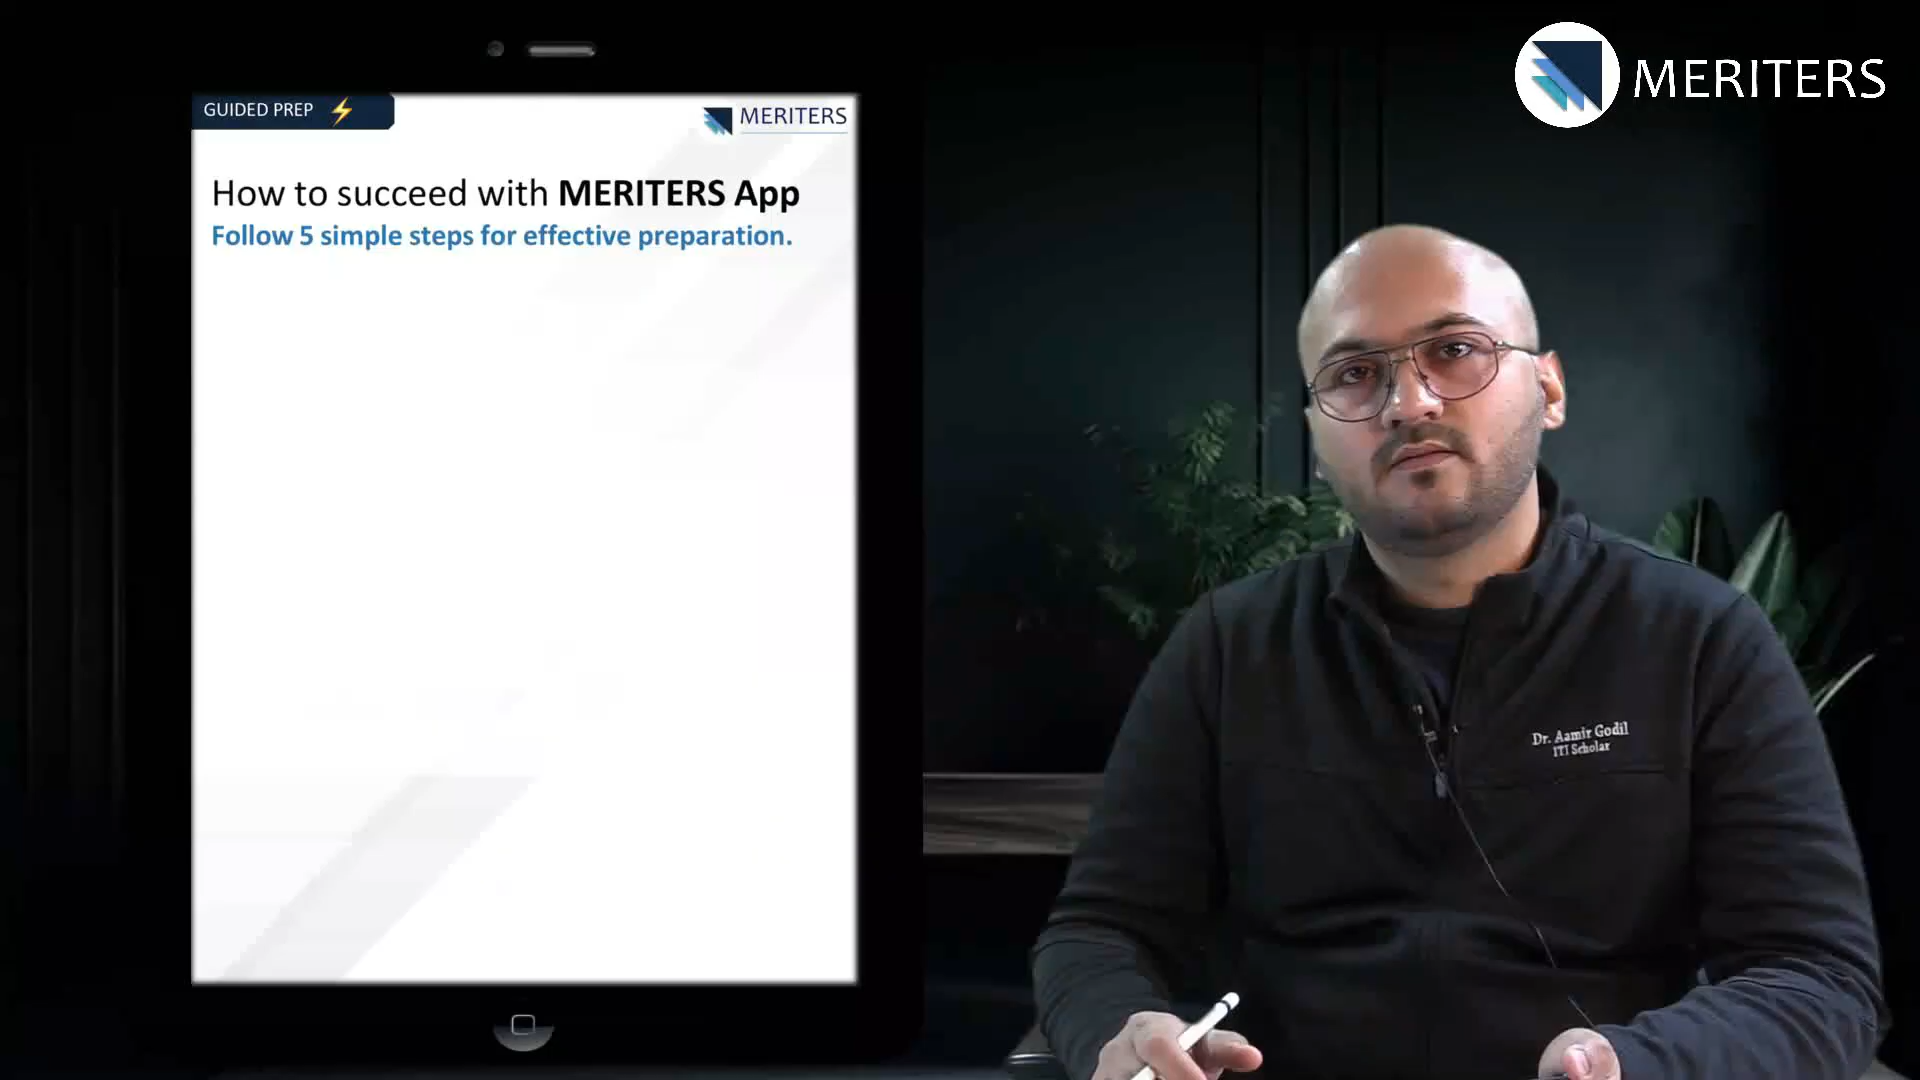 GUIDED PREP
MERITERS
How to succeed with MERITERS App
Follow 5 simple steps for effective preparation.
MERITERS
Dr. Aamir Godil
ITI Scholar